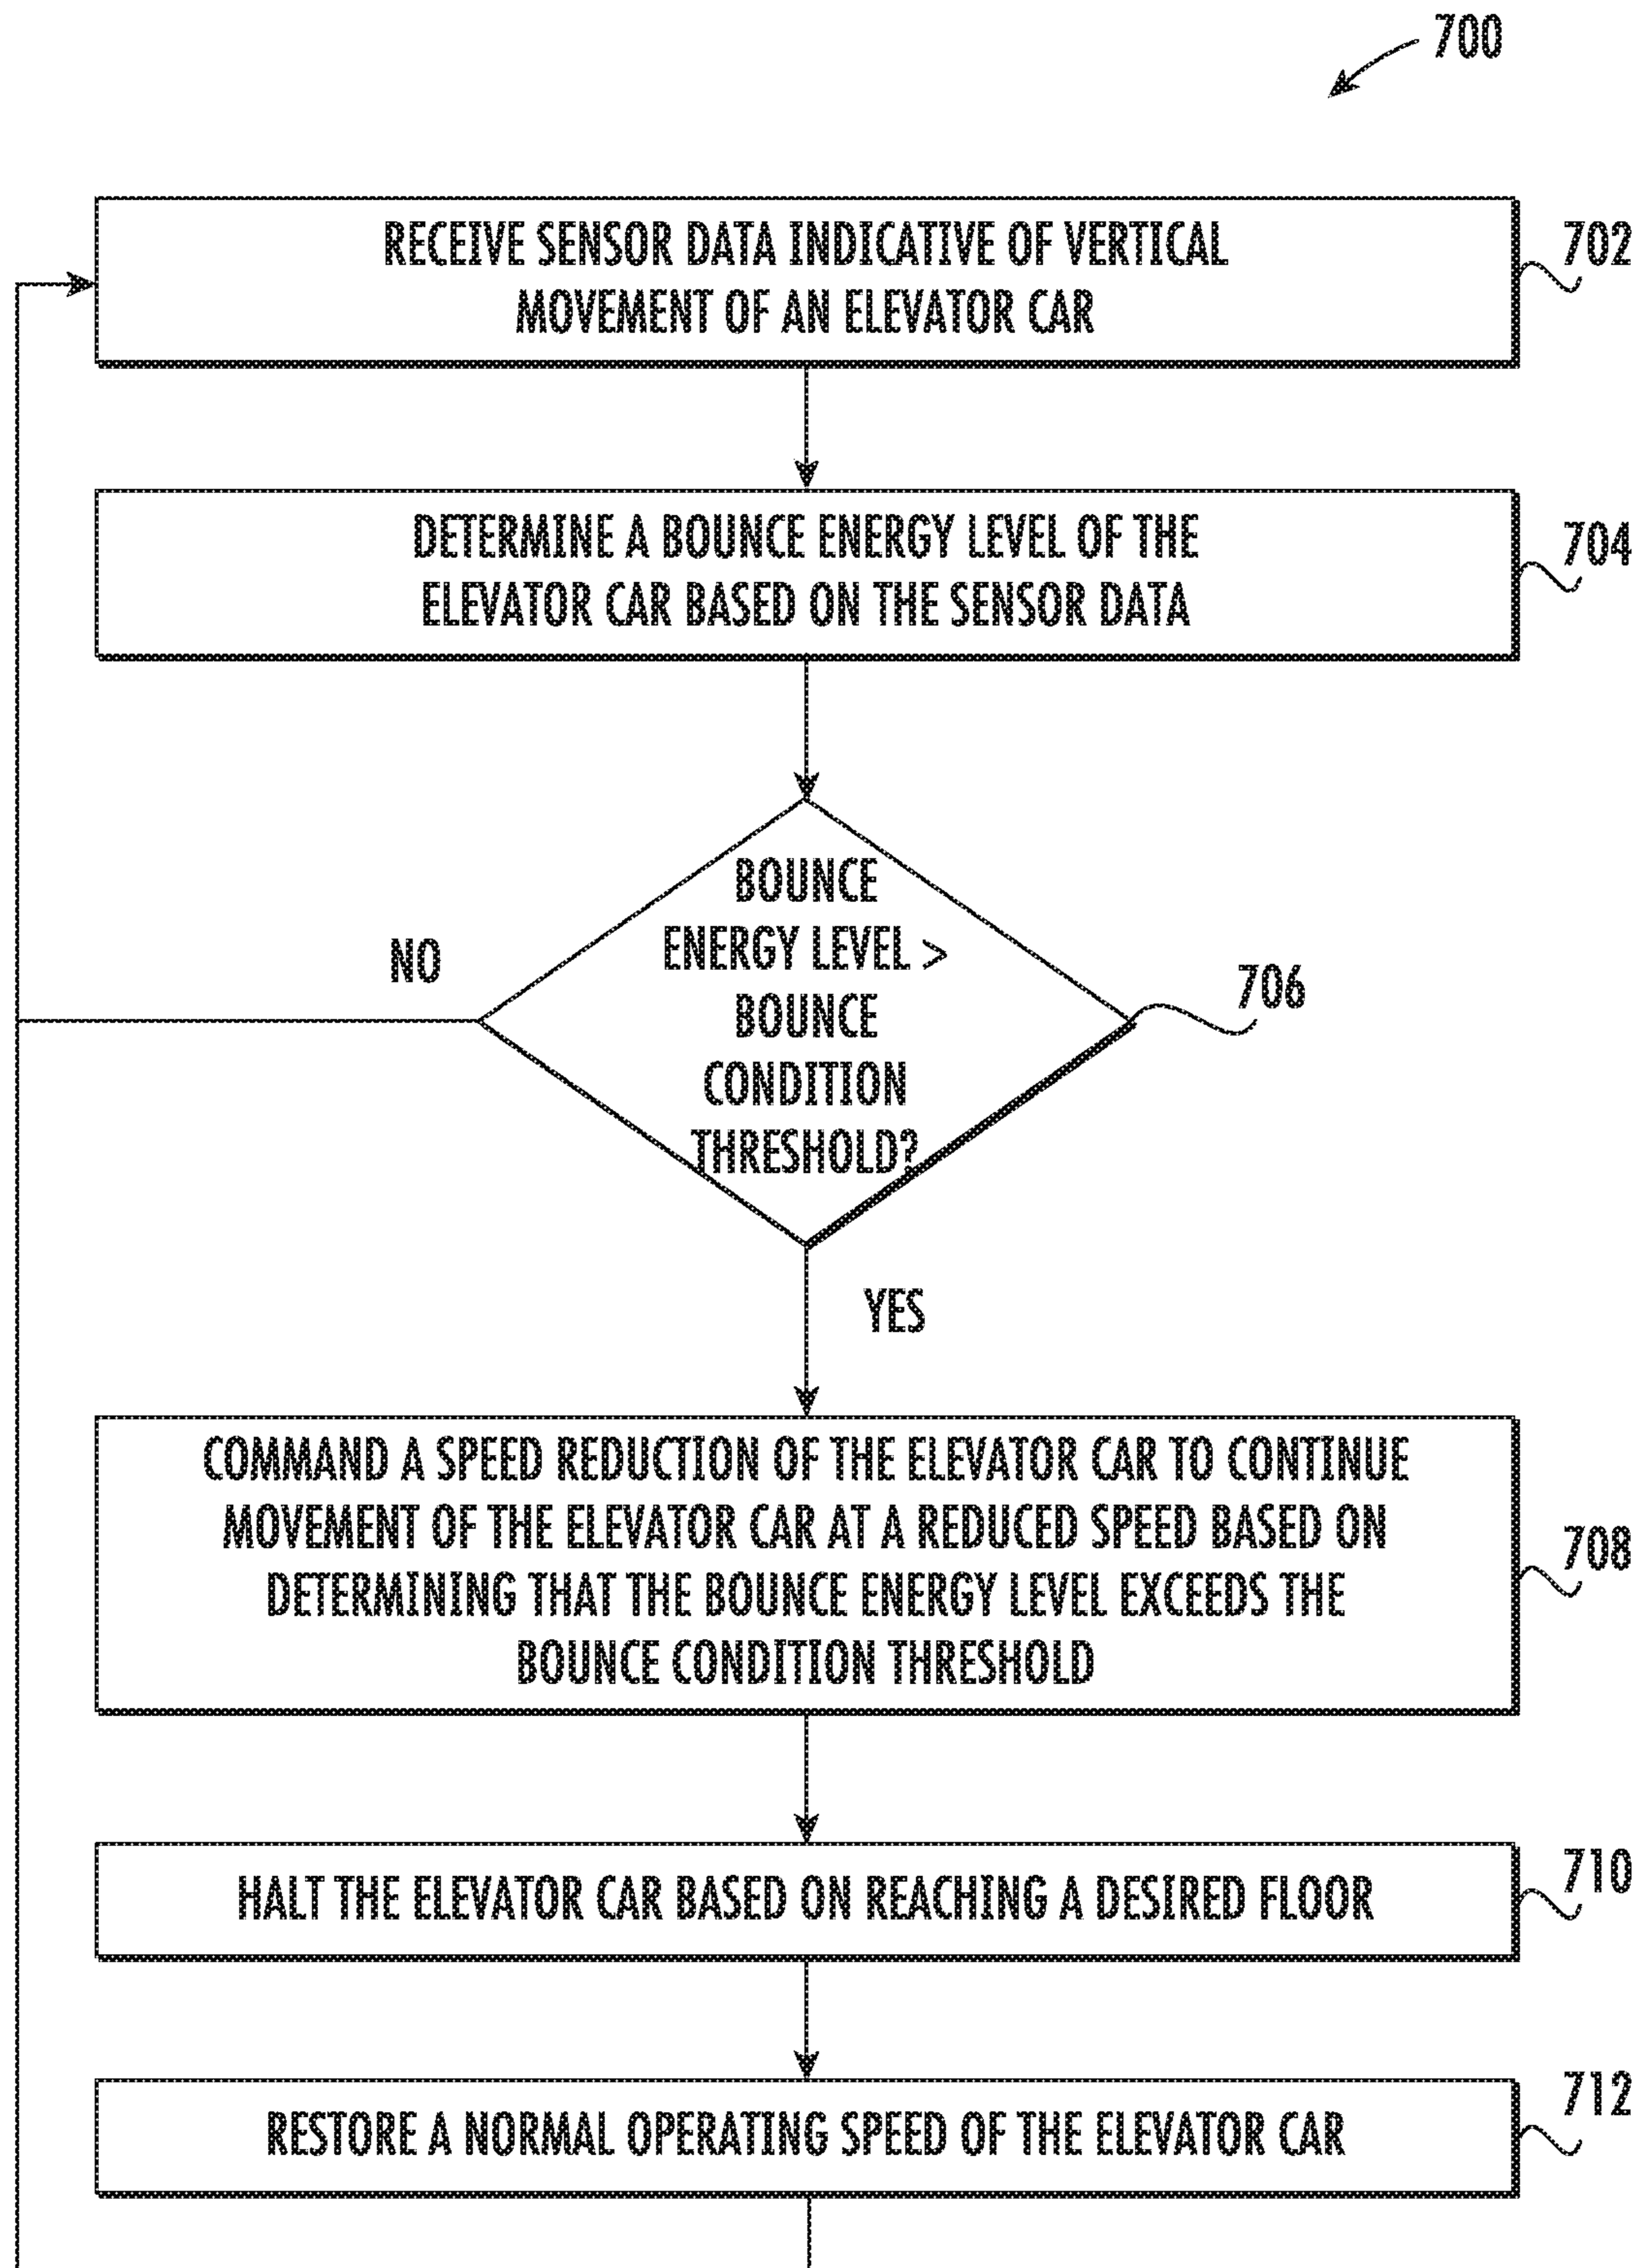 700
RECEIVE SENSOR DATA INDICATIVE OF VERTICAL
MOVEMENT OF AN ELEVATOR CAR
702
DETERMINE A BOUNCE ENERGY LEVEL OF THE
ELEVATOR CAR BASED ON THE SENSOR DATA
704
BOUNCE
ENERGY LEVEL >
BOUNCE
CONDITION
THRESHOLD?
NO
706
YES
COMMAND A SPEED REDUCTION OF THE ELEVATOR CAR TO CONTINUE
MOVEMENT OF THE ELEVATOR CAR AT A REDUCED SPEED BASED ON
DETERMINING THAT THE BOUNCE ENERGY LEVEL EXCEEDS THE
BOUNCE CONDITION THRESHOLD
708
HALT THE ELEVATOR CAR BASED ON REACHING A DESIRED FLOOR
710
RESTORE A NORMAL OPERATING SPEED OF THE ELEVATOR CAR
712